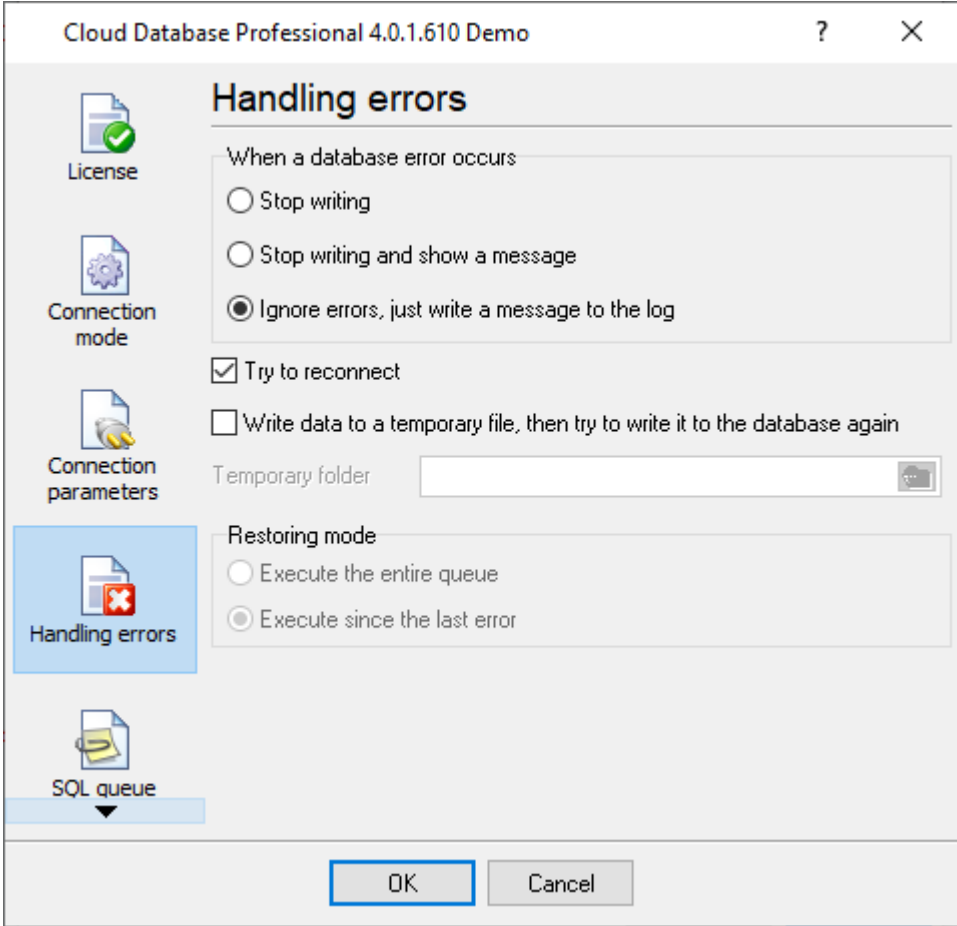 Cloud Database Professional 4.0.1.610 Demo
?
License
Connection
mode
Connection
parameters
Handling errors
SQL queue
Handling errors
When a database error occurs
Stop writing
Stop writing and show a message
Ignore errors, just write a message to the log
Try to reconnect
Write data to a temporary file, then try to write it to the database again
Temporary folder
Restoring mode
Execute the entire queue
Execute since the last error
OK
Cancel